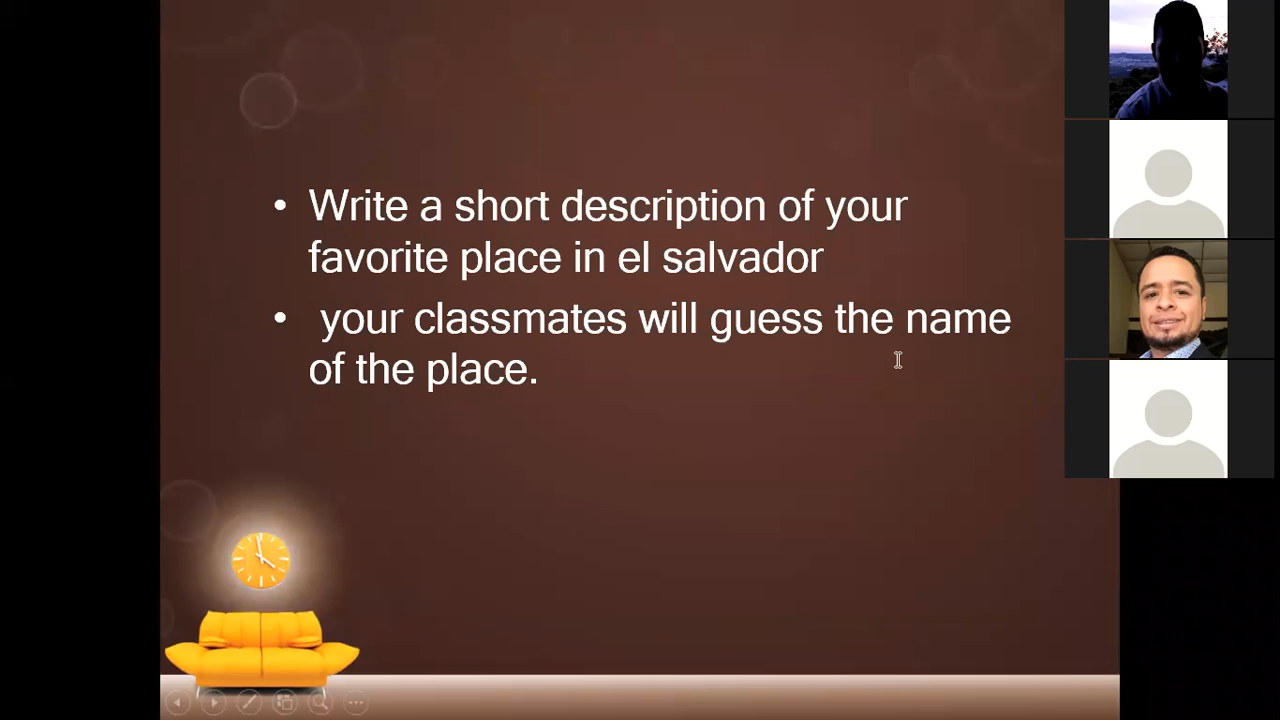 • Write a short description of your
favorite place in el salvador
• your classmates will guess the name
of the place.